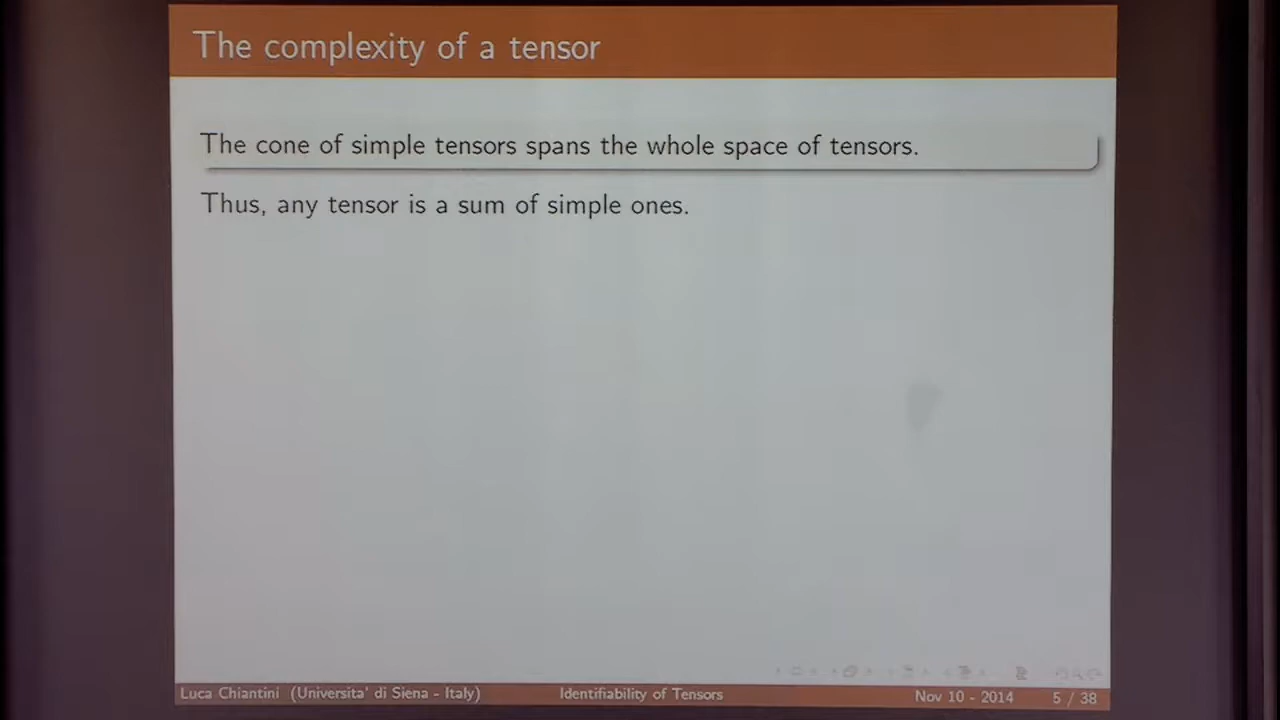 The complexity of a tensor
The cone of simple tensors spans the whole space of tensors.
Thus, any tensor is a sum of simple ones.
Luca Chiantini (Universita' di Siena - Italy) Identifiability of Tensors Nov 10 - 2014 5 / 38